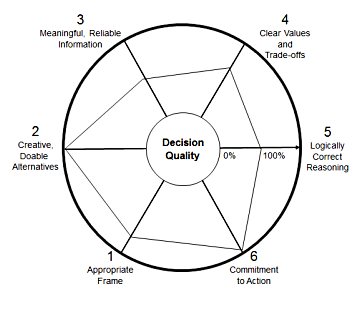 3
Meaningful, Reliable
Information
4
Clear Values
and
Trade-offs
2
Creative,
Doable
Alternatives
Decision
Quality
0%
100%
5
Logically
Correct
Reasoning
1
Appropriate
Frame
6
Commitment
to Action